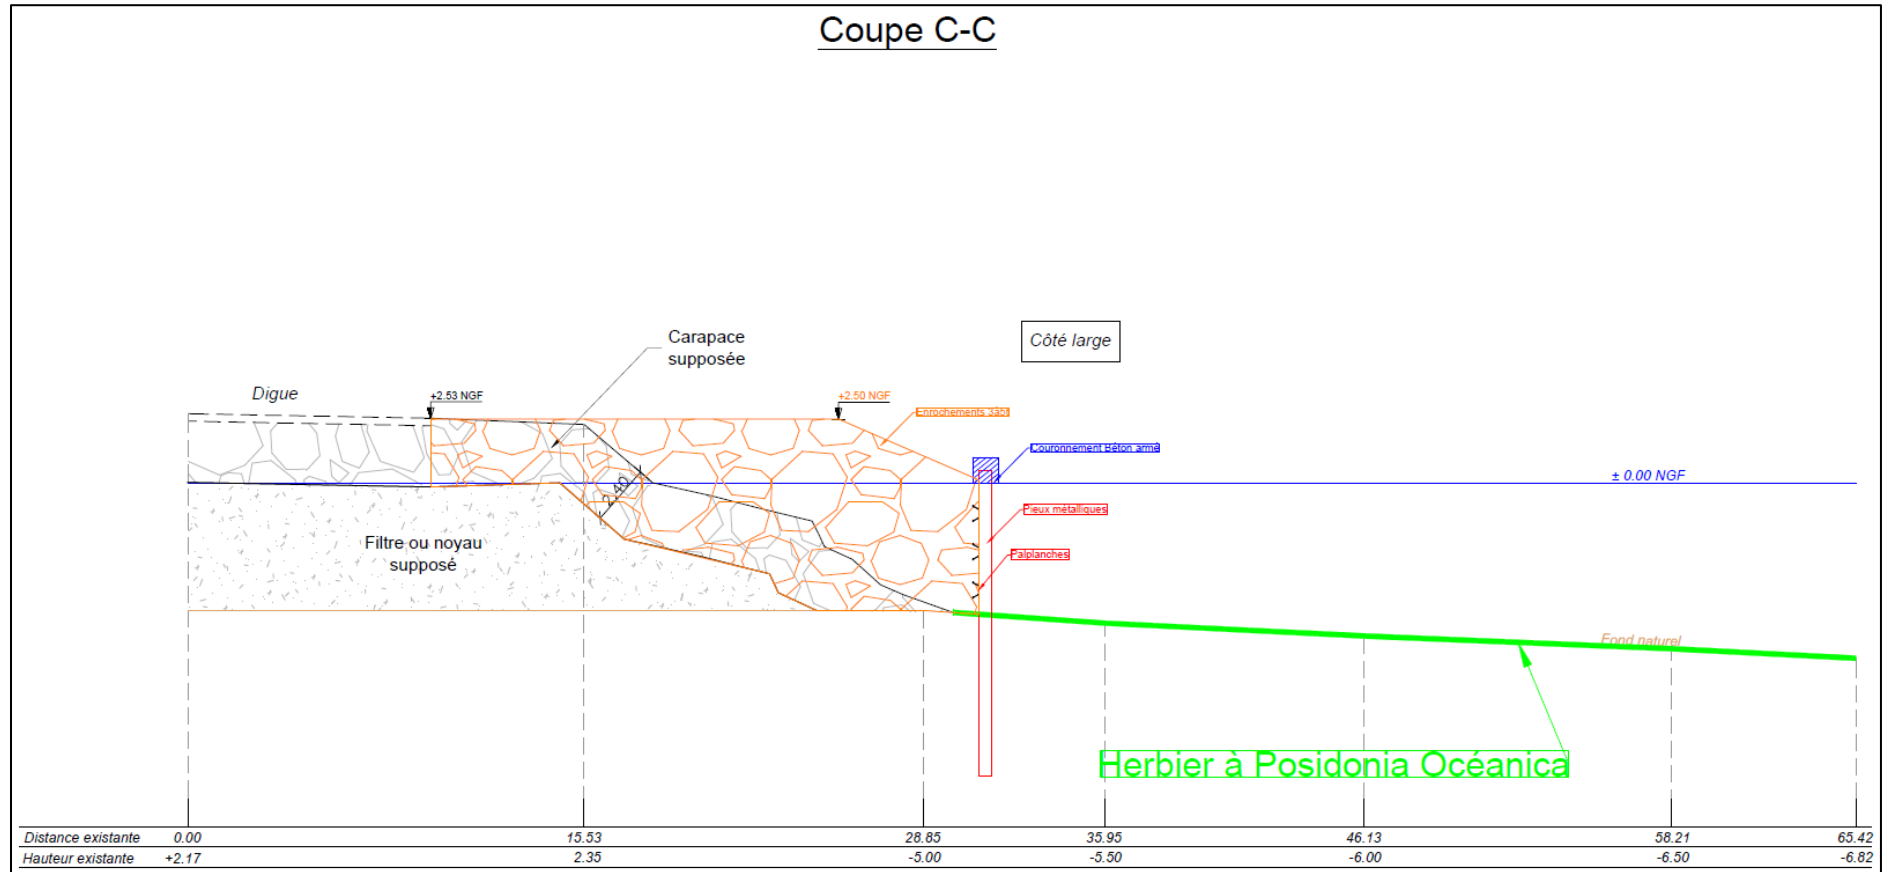 Coupe C-C
Carapace
supposée
Côté large
Digue
+2.53 NGF
+2.50 NGF
Enrochements 3à6t
Couronnement Béton armé
± 0.00 NGF
2.40
Pieux métalliques
Filtre ou noyau
supposé
Palplanches
Fond naturel
Herbier à Posidonia Océanica
Distance existante 0.00 15.53 28.85 35.95 46.13 58.21 65.42
Hauteur existante +2.17 2.35 -5.00 -5.50 -6.00 -6.50 -6.82